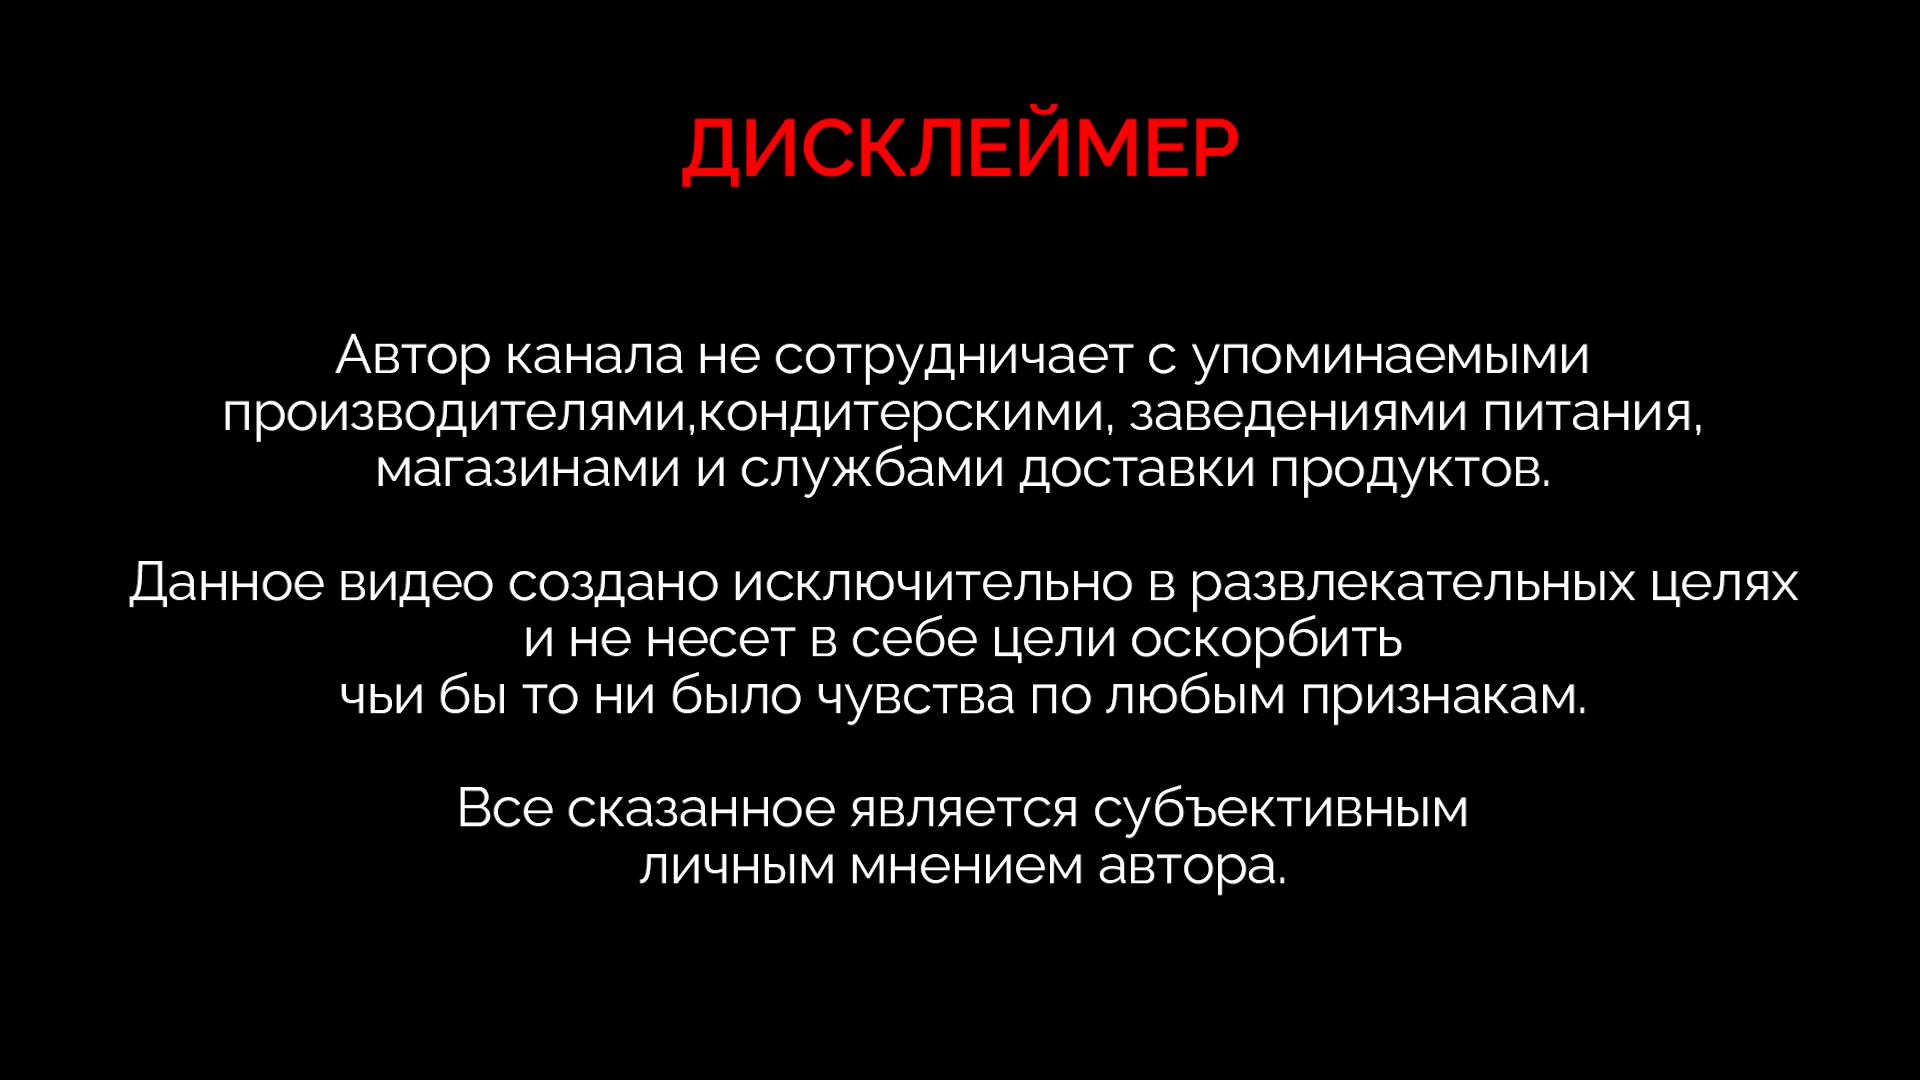 ДИСКЛЕЙМЕР
Автор канала не сотрудничает с упоминаемыми
производителями,кондитерскими, заведениями питания,
магазинами и службами доставки продуктов.
Данное видео создано исключительно в развлекательных целях
и не несет в себе цели оскорбить
чьи бы то ни было чувства по любым признакам.
Все сказанное является субъективным
личным мнением автора.